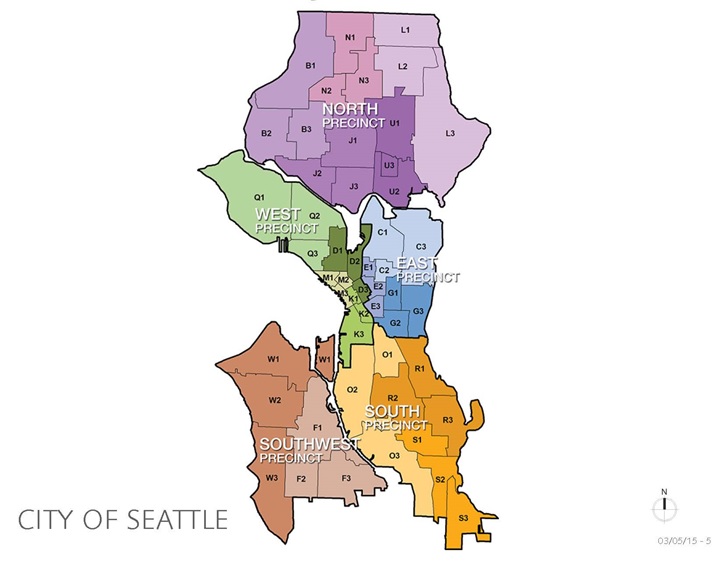 L1
N1
B1
L2
N3
N2
NORTH
PRECINCT
U1
B2
B3
L3
J1
U3
J2
J3
U2
Q1
WEST
PRECINCT
Q2
C1
C3
Q3
D1
D2
EAST
PRECINCT
E1
C2
M1
M2
E2
D3
G1
M3
K1
E3
K2
G3
G2
K3
W1
W1
O1
R1
W2
O2
R2
SOUTH
PRECINCT
R3
F1
S1
SOUTHWEST
PRECINCT
O3
W3
F2
F3
S2
S3
CITY OF SEATTLE
N
03/05/15 - 5